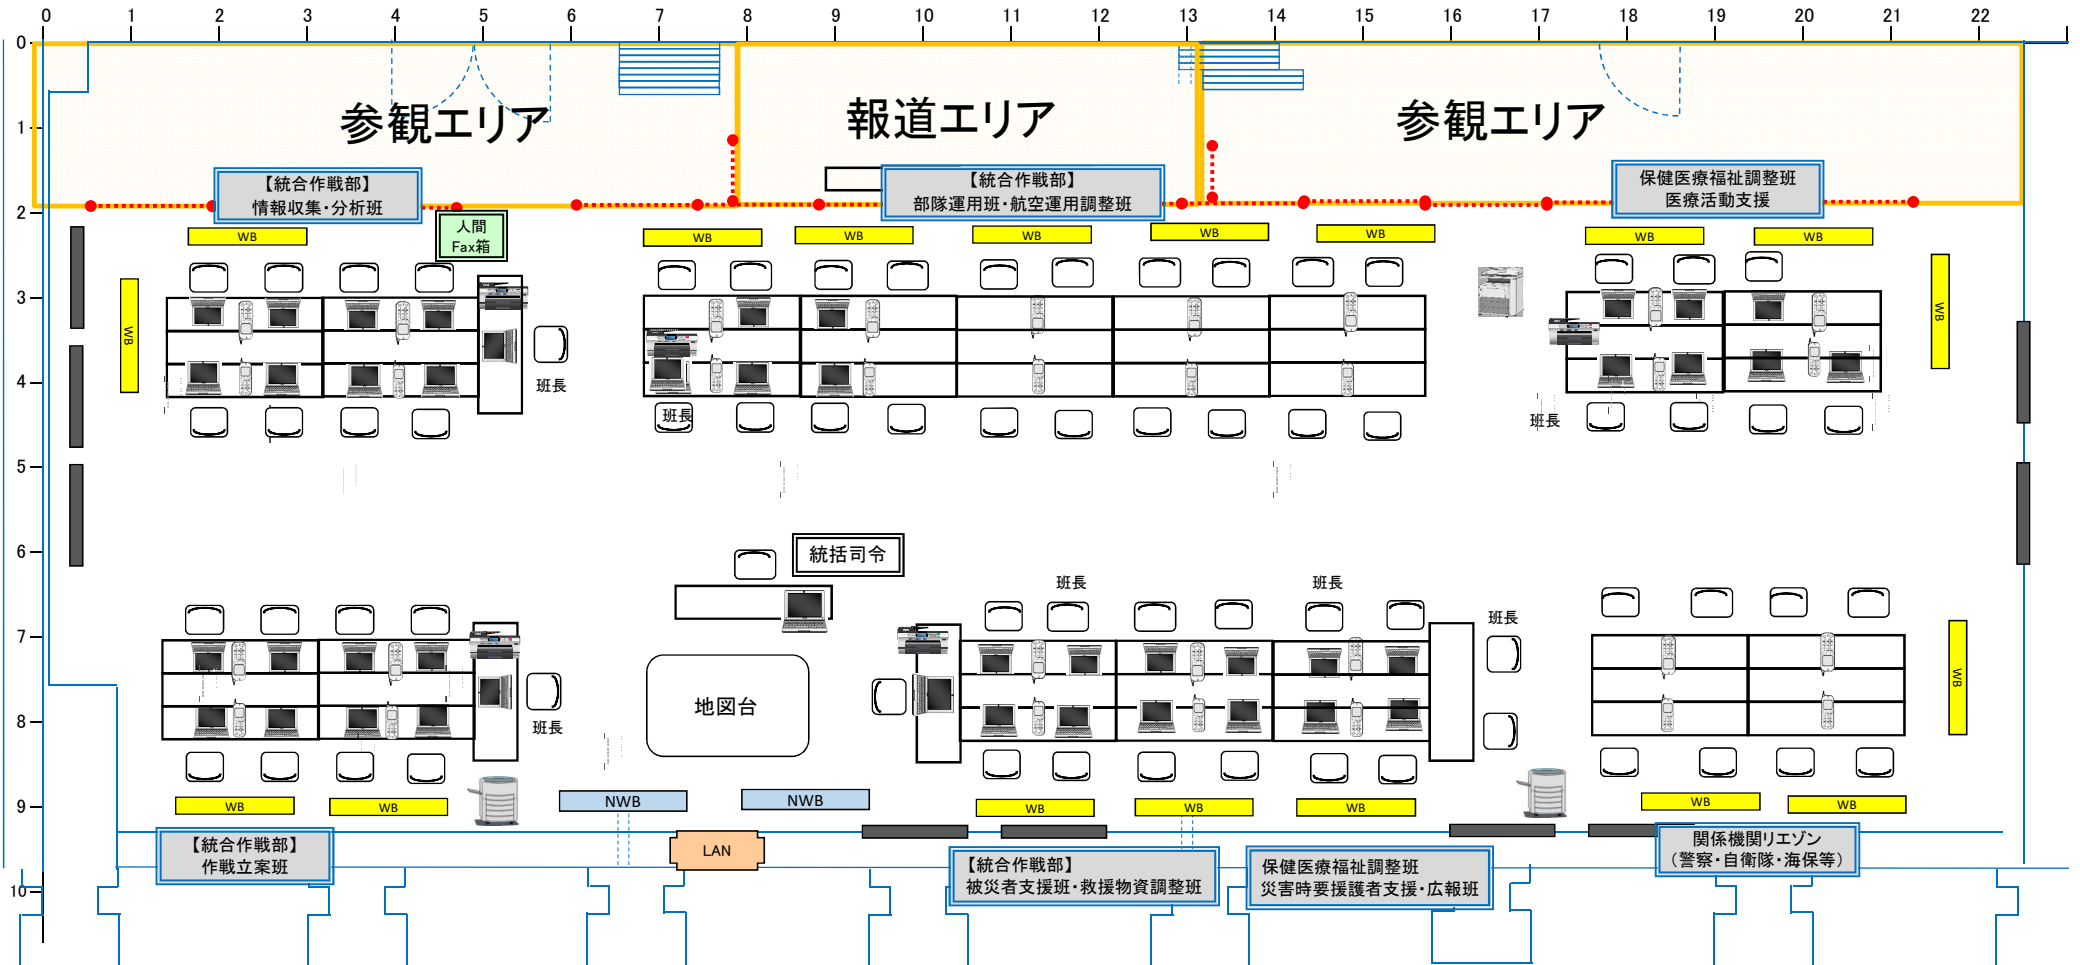 0 1 2 3 4 5 6 7 8 9 10 11 12 13 14 15 16 17 18 19 20 21 22
0
1
2
3
4
5
6
7
8
9
10
参観エリア
報道エリア
参観エリア
【統合作戦部】
情報収集・分析班
【統合作戦部】
部隊運用班・航空運用調整班
保健医療福祉調整班
医療活動支援
人間
Fax箱
WB
WB
WB
WB
WB
WB
WB
WB
WB
WB
班長
班長
班長
統括司令
班長
班長
班長
班長
地図台
WB
WB
NWB
NWB
WB
WB
WB
WB
WB
WB
LAN
【統合作戦部】
作戦立案班
【統合作戦部】
被災者支援班・救援物資調整班
保健医療福祉調整班
災害時要援護者支援・広報班
関係機関リエゾン
（警察・自衛隊・海保等）